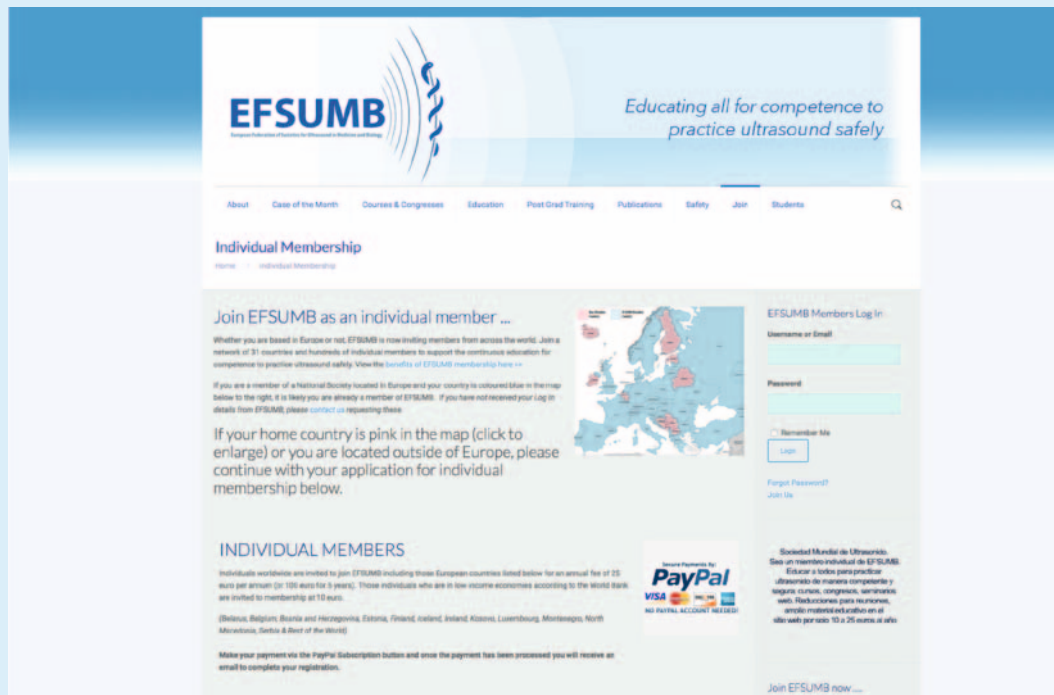 EFSUMB
European Federation of Societies for Ultrasound in Medicine and Biology
Educating all for competence to
practice ultrasound safely
About Case of the Month Courses & Congresses Education Post Grad Training Publications Safety Join Students
Individual Membership
Home Individual Membership
Join EFSUMB as an individual member ...
Whether you are based in Europe or not, EFSUMB is now inviting members from across the world. Join a
network of 31 countries and hundreds of individual members to support the continuous education for
competence to practise ultrasound safely. View the benefits of EFSUMB membership here >>
If you are a member of a National Society located in Europe and your country is coloured blue in the map
below to the right, it is likely you are already a member of EFSUMB. If you have not received your Log in
details from EFSUMB, please contact us requesting these.
If your home country is pink in the map (click to
enlarge) or you are located outside of Europe, please
continue with your application for individual
membership below.
EFSUMB Members Log In
Username or Email
Password
Remember Me
Login
Forgot Password?
Join Us
INDIVIDUAL MEMBERS
Individuals worldwide are invited to join EFSUMB including those European countries listed below for an annual fee of 25
euro per annum (or 100 euro for 5 years). Those individuals who are in low income economies according to the World Bank
are invited to membership at 10 euro.
(Belarus, Belgium, Bosnia and Herzegovina, Estonia, Finland, Iceland, Ireland, Kosovo, Luxembourg, Montenegro, North
Macedonia, Serbia & Rest of the World)
Make your payment via the PayPal Subscription button and once the payment has been processed you will receive an
email to complete your registration.
Secure Payments By:
PayPal
VISA
NO PAYPAL ACCOUNT NEEDED!
Sociedad Mundial de Ultrasonido.
Sea un miembro individual de EFSUMB.
Educar a todos para practicar
ultrasonido de manera competente y
segura: cursos, congresos, seminarios
web. Reducciones para reuniones,
amplio material educativo en el
sitio web por solo 10 a 25 euros al año
Join EFSUMB now ....